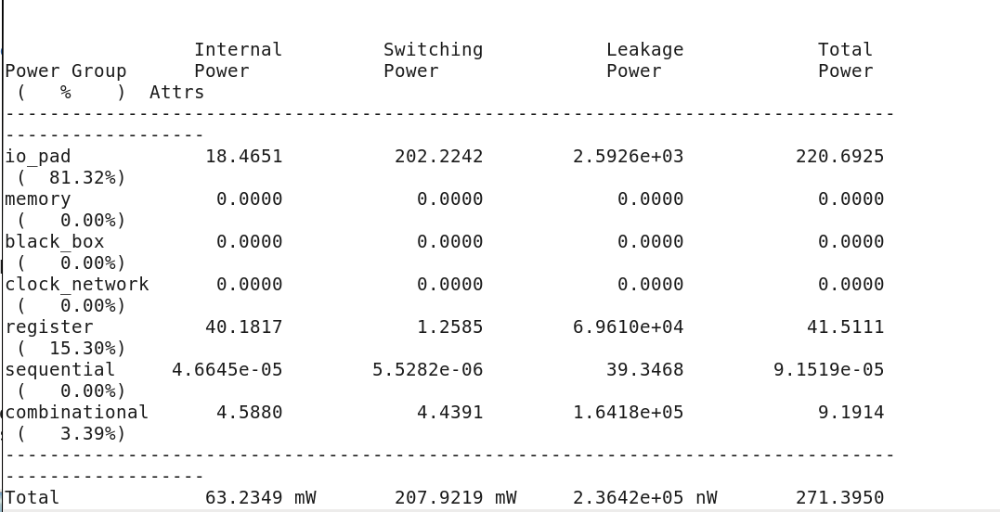 Internal         Switching           Leakage            Total
Power Group      Power            Power               Power              Power
 (   %    )  Attrs
--------------------------------------------------------------------------------
------------------
io_pad                  18.4651          202.2242        2.5926e+03          220.6925
 (  81.32%)
memory                   0.0000            0.0000            0.0000            0.0000
 (   0.00%)
black_box                0.0000            0.0000            0.0000            0.0000
 (   0.00%)
clock_network            0.0000            0.0000            0.0000            0.0000
 (   0.00%)
register                40.1817            1.2585        6.9610e+04           41.5111
 (  15.30%)
sequential           4.6645e-05        5.5282e-06           39.3468        9.1519e-05
 (   0.00%)
combinational            4.5880            4.4391        1.6418e+05            9.1914
 (   3.39%)
--------------------------------------------------------------------------------
------------------
Total                   63.2349 mW       207.9219 mW     2.3642e+05 nW       271.3950